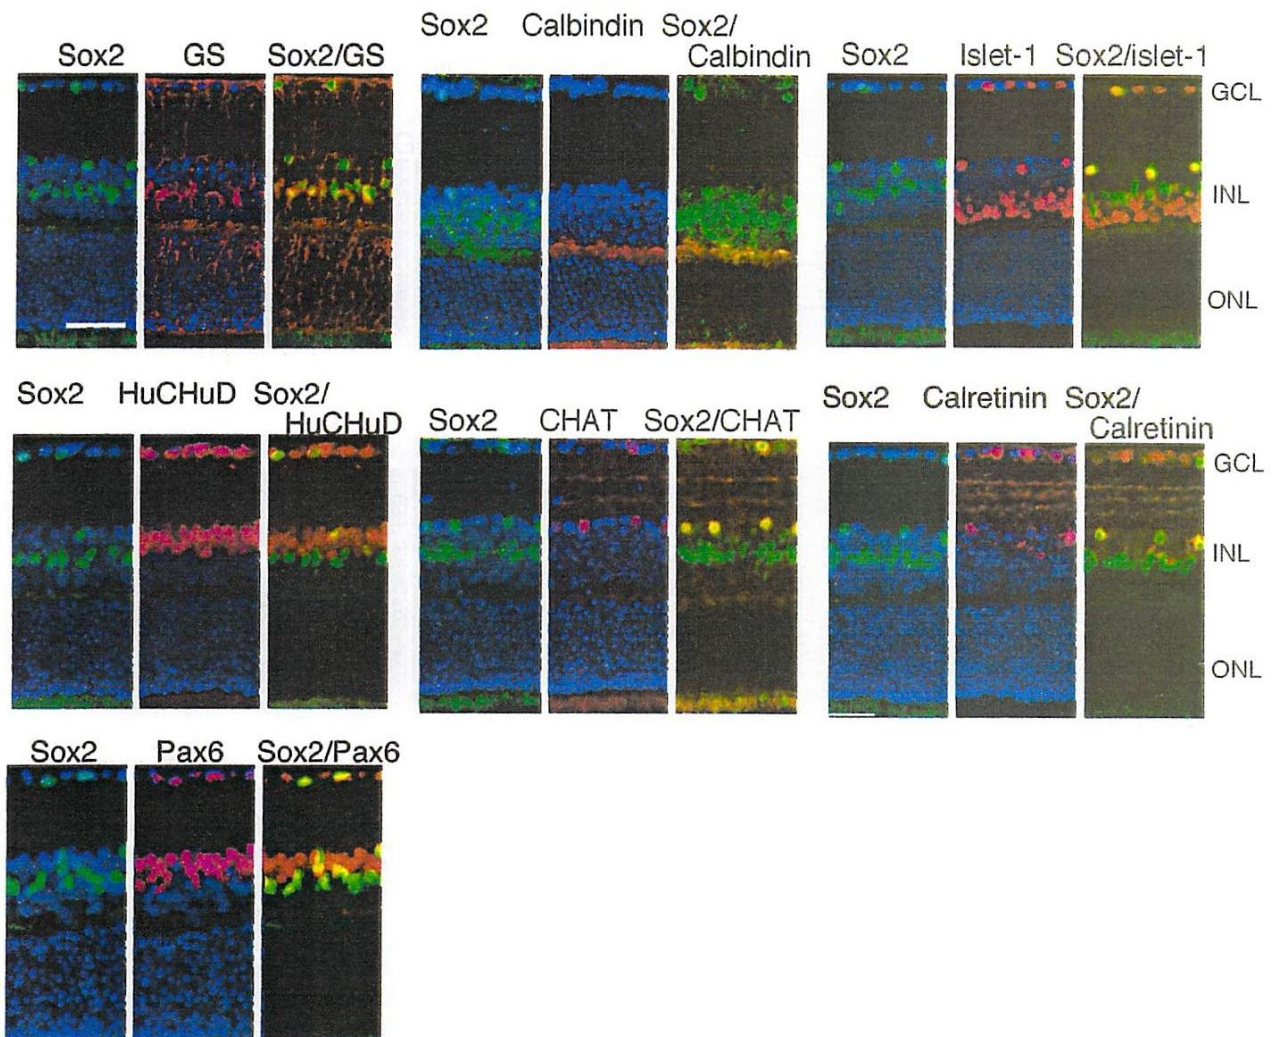 Sox2 GS Sox2/GS
Sox2 Calbindin Sox2/
Calbindin
Sox2 Islet-1 Sox2/islet-1
GCL
INL
ONL
Sox2 HuCHuD Sox2/
HuCHuD
Sox2 CHAT Sox2/CHAT
Sox2 Calretinin Sox2/
Calretinin
GCL
INL
ONL
Sox2 Pax6 Sox2/Pax6